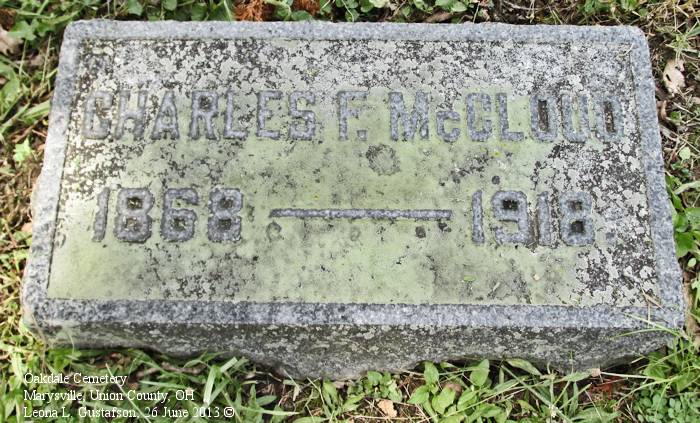 CHARLES F. McCLOUD
1868 — 1918
Oakdale Cemetery
Marysville, Union County, OH
Leona L. Gustafson, 26 June 2013 ©